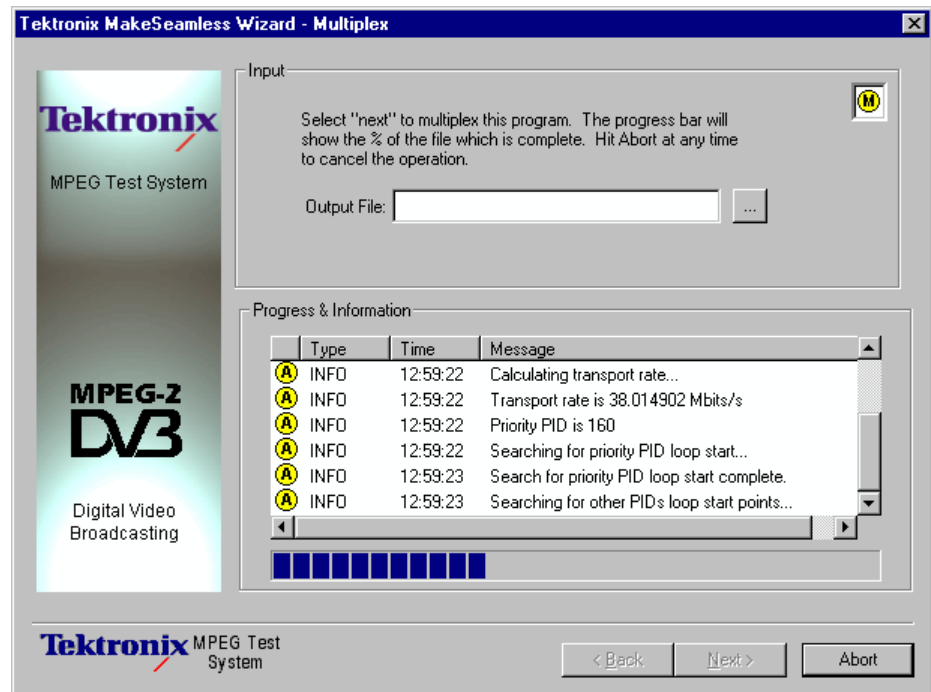 Tektronix MakeSeamless Wizard - Multiplex
Tektronix
MPEG Test System
MPEG-2
DVB
Digital Video
Broadcasting
Input
M
Select "next" to multiplex this program. The progress bar will
show the % of the file which is complete. Hit Abort at any time
to cancel the operation.
Output File:
...
Progress & Information
Type Time Message
A INFO 12:59:22 Calculating transport rate...
A INFO 12:59:22 Transport rate is 38.014902 Mbits/s
A INFO 12:59:22 Priority PID is 160
A INFO 12:59:22 Searching for priority PID loop start...
A INFO 12:59:23 Search for priority PID loop start complete.
A INFO 12:59:23 Searching for other PIDs loop start points...
Tektronix MPEG Test
System
< Back
Next >
Abort